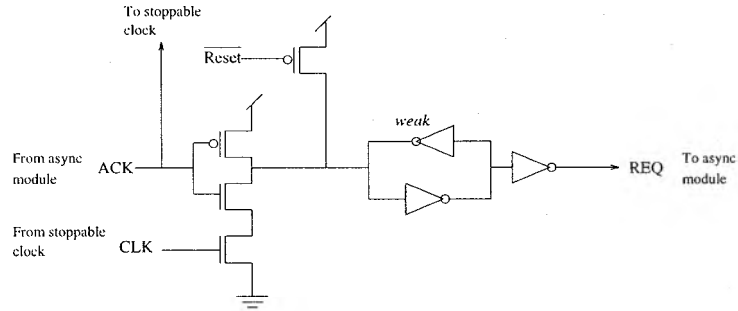 To stoppable
clock
Reset
weak
From async
module
ACK
REQ
To async
module
From stoppable
clock
CLK